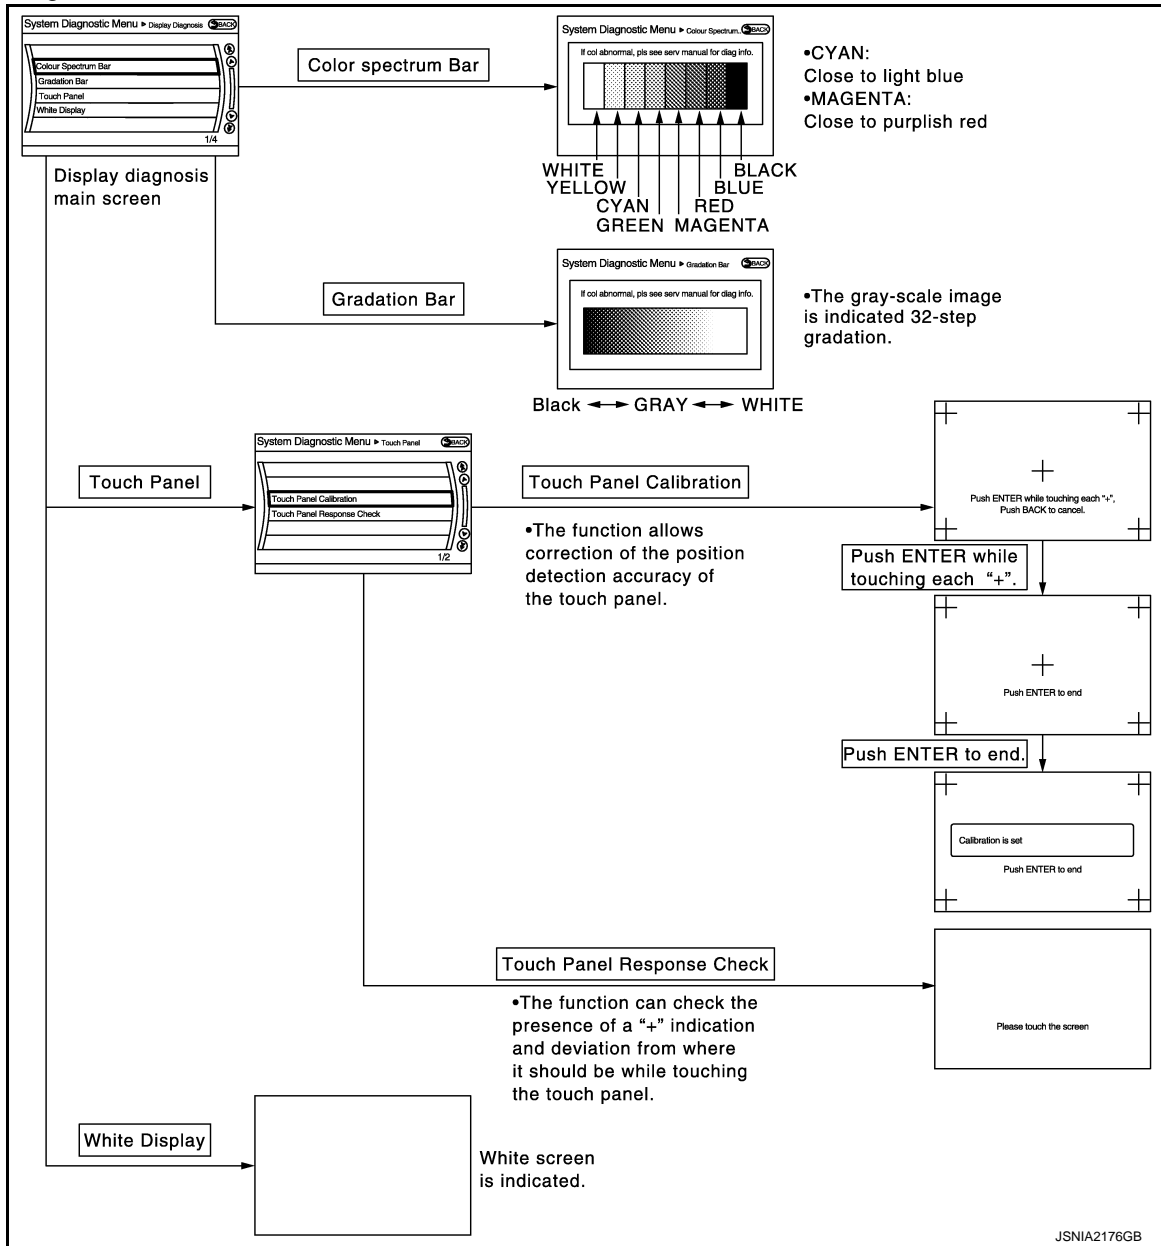 System Diagnostic Menu ▶ Display Diagnosis BACK
Colour Spectrum Bar
Gradation Bar
Touch Panel
White Display
1/4
Display diagnosis
main screen
Color spectrum Bar
System Diagnostic Menu ▶ Colour Spectrum.. BACK
If col abnormal, pls see serv manual for diag info.
WHITE
YELLOW
CYAN
GREEN
MAGENTA
RED
BLUE
BLACK
•CYAN:
Close to light blue
•MAGENTA:
Close to purplish red
Gradation Bar
System Diagnostic Menu ▶ Gradation Bar BACK
If col abnormal, pls see serv manual for diag info.
Black ↔ GRAY ↔ WHITE
•The gray-scale image
is indicated 32-step
gradation.
Touch Panel
System Diagnostic Menu ▶ Touch Panel BACK
Touch Panel Calibration
Touch Panel Response Check
1/2
Touch Panel Calibration
•The function allows
correction of the position
detection accuracy of
the touch panel.
Push ENTER while touching each “+”,
Push BACK to cancel.
Push ENTER while
touching each “+”.
Push ENTER to end
Push ENTER to end.
Calibration is set
Push ENTER to end
Touch Panel Response Check
•The function can check the
presence of a “+” indication
and deviation from where
it should be while touching
the touch panel.
Please touch the screen
White Display
White screen
is indicated.
JSNIA2176GB